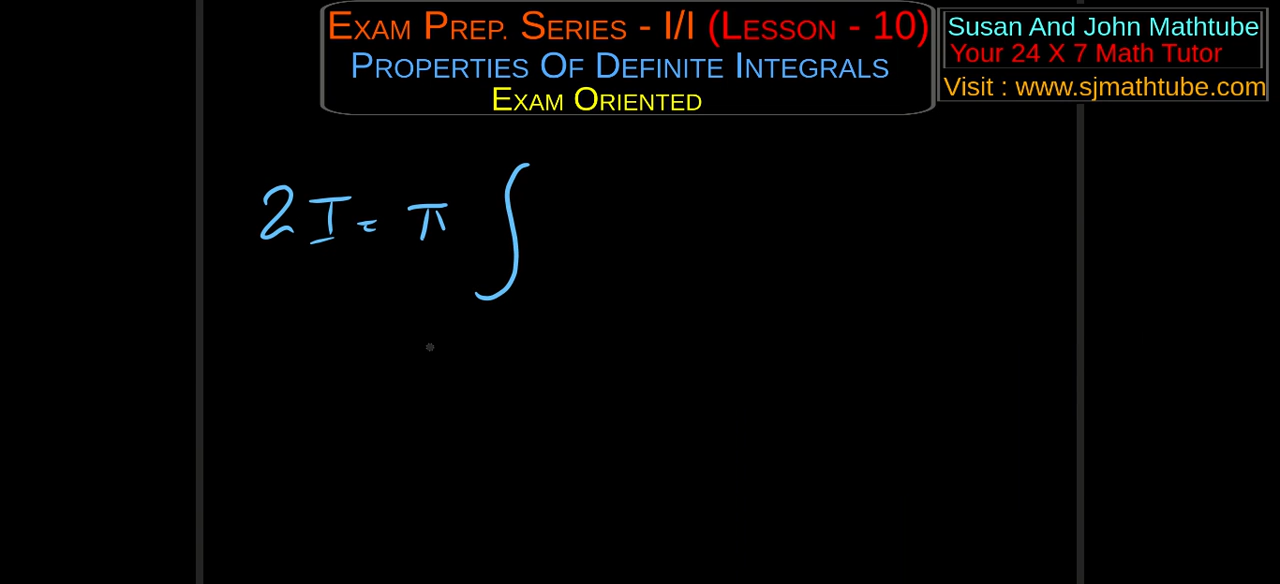 Exam Prep. Series - I/I (Lesson - 10)
Properties Of Definite Integrals
Exam Oriented
Susan And John Mathtube
Your 24 X 7 Math Tutor
Visit : www.sjmathtube.com
2I = π ∫